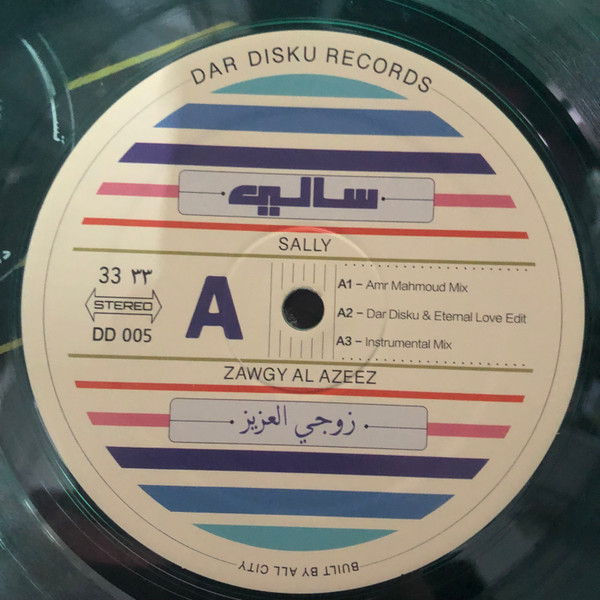 DAR DISKU RECORDS
سالي
SALLY
33 ٣٣
STEREO
DD 005
A
A1 – Amr Mahmoud Mix
A2 – Dar Disku & Eternal Love Edit
A3 – Instrumental Mix
ZAWGY AL AZEEZ
زوجي العزيز
BUILT BY ALL CITY